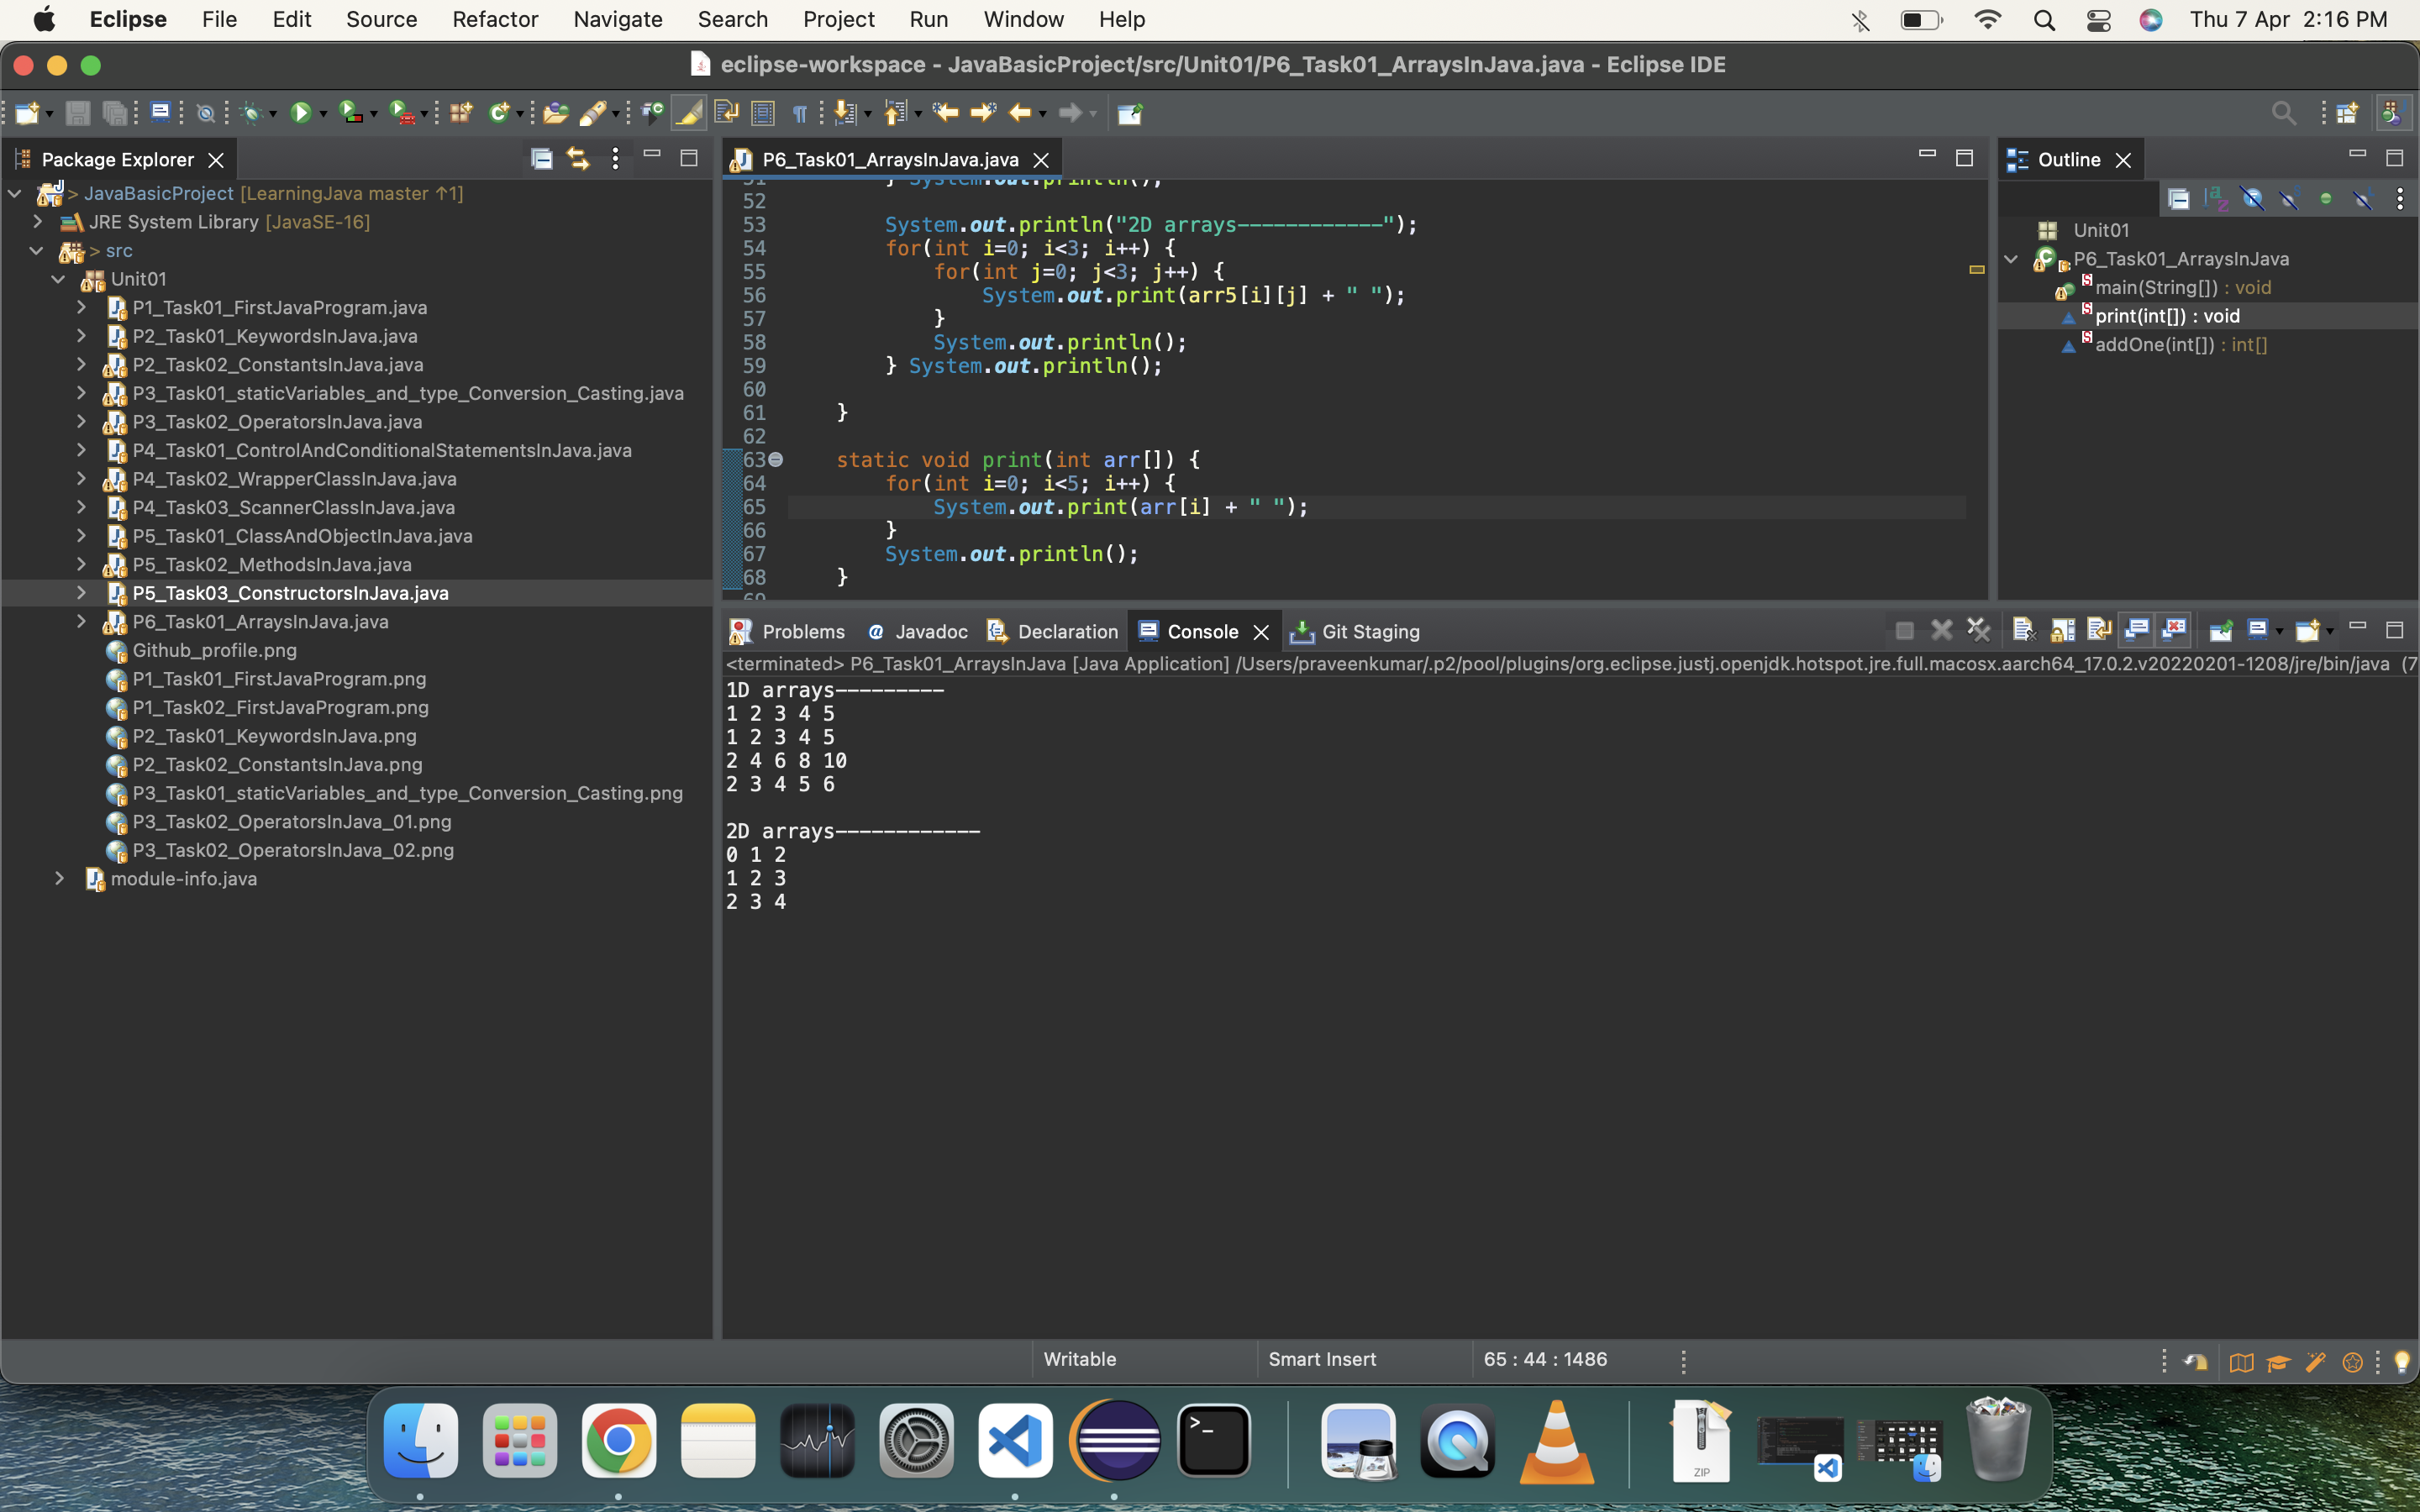 Eclipse File Edit Source Refactor Navigate Search Project Run Window Help Thu 7 Apr 2:16 PM
eclipse-workspace - JavaBasicProject/src/Unit01/P6_Task01_ArraysInJava.java - Eclipse IDE
Package Explorer
> JavaBasicProject [LearningJava master ↑1]
JRE System Library [JavaSE-16]
> src
Unit01
P1_Task01_FirstJavaProgram.java
P2_Task01_KeywordsInJava.java
P2_Task02_ConstantsInJava.java
P3_Task01_staticVariables_and_type_Conversion_Casting.java
P3_Task02_OperatorsInJava.java
P4_Task01_ControlAndConditionalStatementsInJava.java
P4_Task02_WrapperClassInJava.java
P4_Task03_ScannerClassInJava.java
P5_Task01_ClassAndObjectInJava.java
P5_Task02_MethodsInJava.java
P5_Task03_ConstructorsInJava.java
P6_Task01_ArraysInJava.java
Github_profile.png
P1_Task01_FirstJavaProgram.png
P1_Task02_FirstJavaProgram.png
P2_Task01_KeywordsInJava.png
P2_Task02_ConstantsInJava.png
P3_Task01_staticVariables_and_type_Conversion_Casting.png
P3_Task02_OperatorsInJava_01.png
P3_Task02_OperatorsInJava_02.png
module-info.java
P6_Task01_ArraysInJava.java
51 } System.out.println();
52
53 System.out.println("2D arrays------------");
54 for(int i=0; i<3; i++) {
55 for(int j=0; j<3; j++) {
56 System.out.print(arr5[i][j] + " ");
57 }
58 System.out.println();
59 } System.out.println();
60
61 }
62
63 static void print(int arr[]) {
64 for(int i=0; i<5; i++) {
65 System.out.print(arr[i] + " ");
66 }
67 System.out.println();
68 }
69
Outline
Unit01
P6_Task01_ArraysInJava
main(String[]) : void
print(int[]) : void
addOne(int[]) : int[]
Problems Javadoc Declaration Console Git Staging
<terminated> P6_Task01_ArraysInJava [Java Application] /Users/praveenkumar/.p2/pool/plugins/org.eclipse.justj.openjdk.hotspot.jre.full.macosx.aarch64_17.0.2.v20220201-1208/jre/bin/java (7
1D arrays---------
1 2 3 4 5
1 2 3 4 5
2 4 6 8 10
2 3 4 5 6
2D arrays------------
0 1 2
1 2 3
2 3 4
Writable Smart Insert 65 : 44 : 1486
ZIP